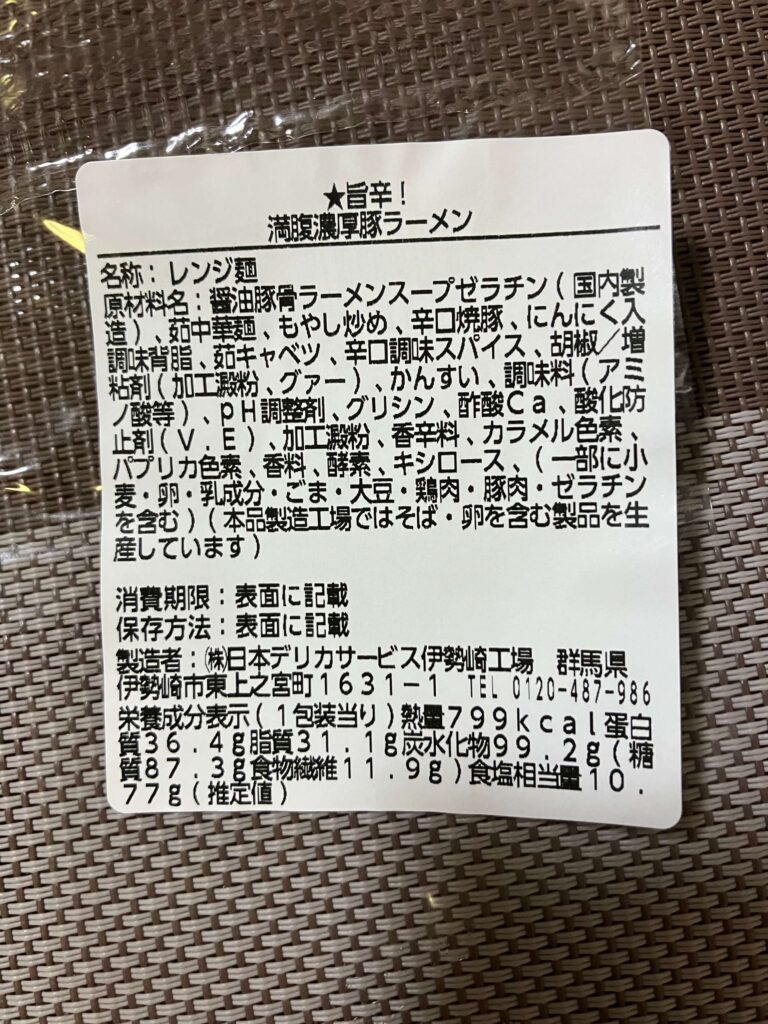 ★旨辛！
満腹濃厚豚ラーメン
名称：レンジ麺
原材料名：醤油豚骨ラーメンスープゼラチン（国内製
造）、茹中華麺、もやし炒め、辛口焼豚、にんにく入
調味背脂、茹キャベツ、辛口調味スパイス、胡椒／増
粘剤（加工澱粉、グァー）、かんすい、調味料（アミ
ノ酸等）、ｐＨ調整剤、グリシン、酢酸Ｃａ、酸化防
止剤（Ｖ．Ｅ）、加工澱粉、香辛料、カラメル色素、
パプリカ色素、香料、酵素、キシロース、（一部に小
麦・卵・乳成分・ごま・大豆・鶏肉・豚肉・ゼラチン
を含む）（本品製造工場ではそば・卵を含む製品を生
産しています）
消費期限：表面に記載
保存方法：表面に記載
製造者：㈱日本デリカサービス伊勢崎工場　群馬県
伊勢崎市東上之宮町１６３１－１　TEL 0120-487-986
栄養成分表示（１包装当り）熱量７９９ｋｃａｌ蛋白
質３６．４ｇ脂質３１．１ｇ炭水化物９９．２ｇ（糖
質８７．３ｇ食物繊維１１．９ｇ）食塩相当量１０．
７７ｇ（推定値）